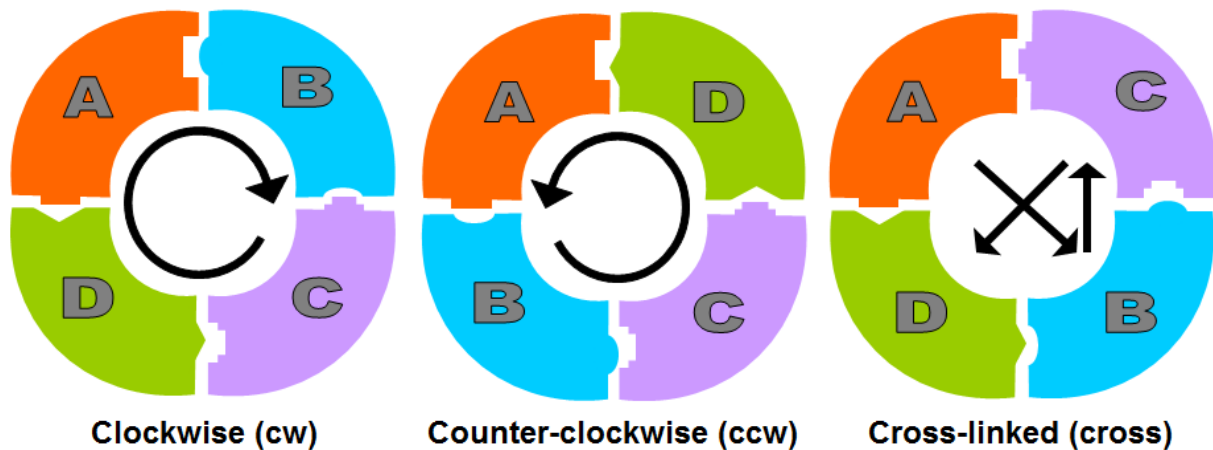 A
B
D
C
Clockwise (cw)
A
D
B
C
Counter-clockwise (ccw)
A
C
D
B
Cross-linked (cross)